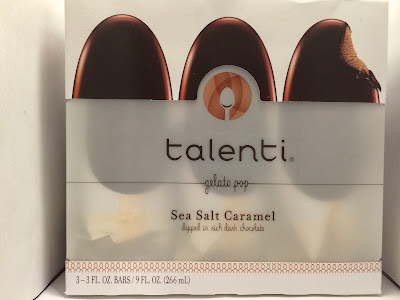 talenti®
gelato pop
Sea Salt Caramel
dipped in rich dark chocolate
3–3 FL. OZ. BARS / 9 FL. OZ (266 mL)